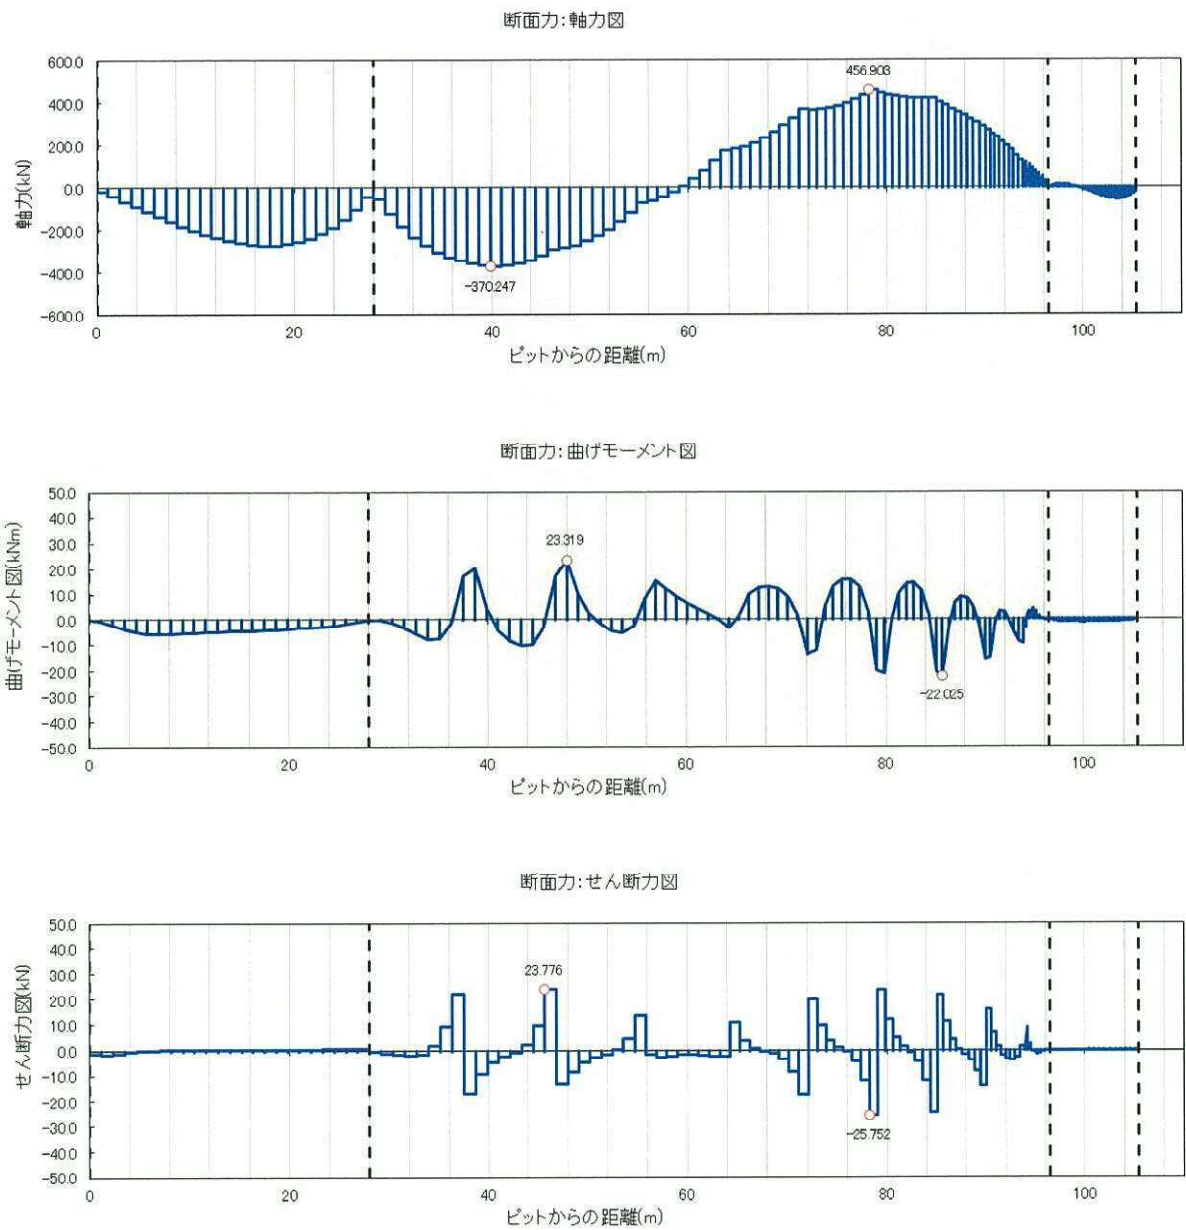 断面力:軸力図
600.0
456.903
400.0
200.0
0.0
-200.0
-400.0
-370.247
-600.0
軸力(kN)
0 20 40 60 80 100
ピットからの距離(m)
断面力:曲げモーメント図
50.0
40.0
30.0
23.319
20.0
10.0
0.0
-10.0
-20.0
-22.025
-30.0
-40.0
-50.0
曲げモーメント図(kNm)
0 20 40 60 80 100
ピットからの距離(m)
断面力:せん断力図
50.0
40.0
30.0
23.776
20.0
10.0
0.0
-10.0
-20.0
-25.752
-30.0
-40.0
-50.0
せん断力図(kN)
0 20 40 60 80 100
ピットからの距離(m)